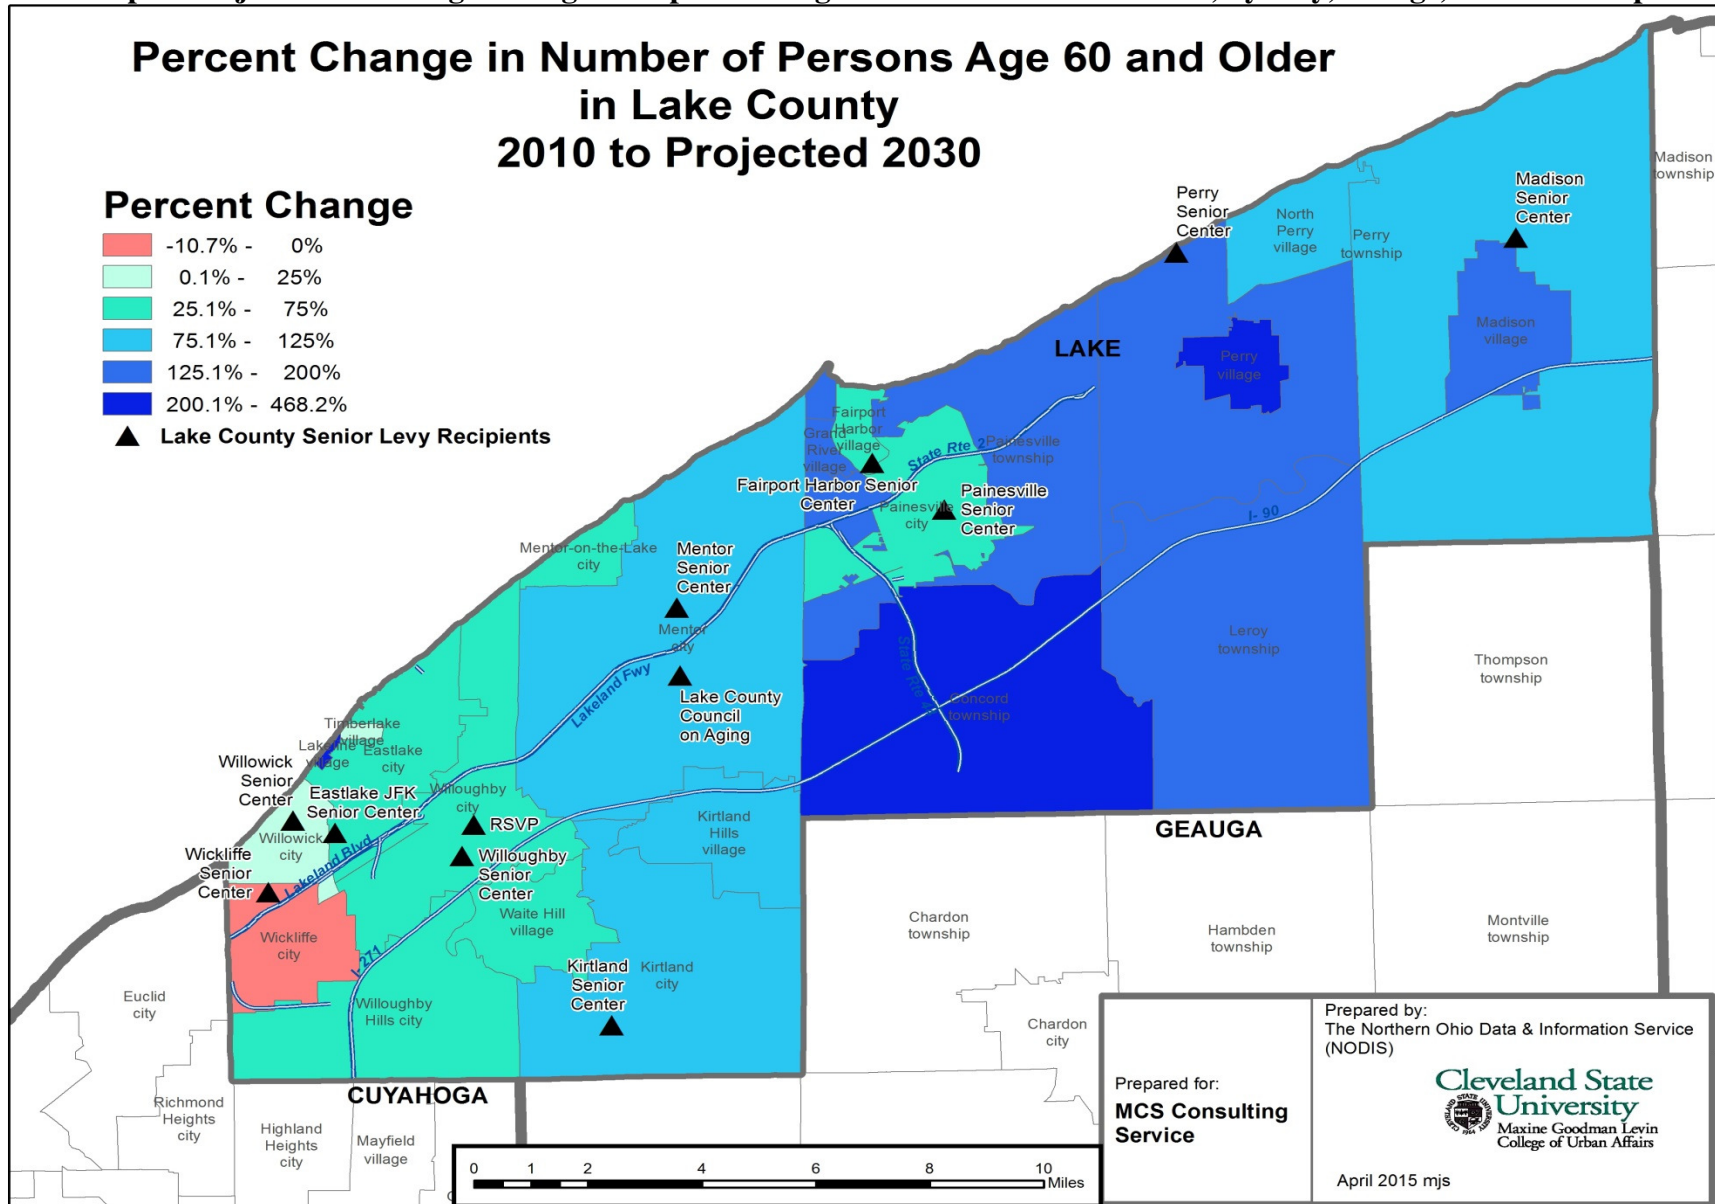 Percent Change in Number of Persons Age 60 and Older
in Lake County
2010 to Projected 2030
Percent Change
-10.7% - 0%
0.1% - 25%
25.1% - 75%
75.1% - 125%
125.1% - 200%
200.1% - 468.2%
Lake County Senior Levy Recipients
Madison
township
Madison
Senior
Center
Perry
Senior
Center
North
Perry
village
Perry
township
Madison
village
LAKE
Perry
village
Fairport
Harbor
village
Grand
River
village
State Rte 2
Painesville
township
Fairport Harbor Senior
Center
Painesville
city
Painesville
Senior
Center
I- 90
Mentor-on-the-Lake
city
Mentor
Senior
Center
Mentor
city
Lakeland Fwy
Lake County
Council
on Aging
State Rte 44
Concord
township
Leroy
township
Thompson
township
Timberlake
village
Lakeline
village
Eastlake
city
Willowick
Senior
Center
Eastlake JFK
Senior Center
Willoughby
city
RSVP
Willowick
city
Lakeland Blvd
Wickliffe
Senior
Center
Willoughby
Senior
Center
Kirtland
Hills
village
GEAUGA
Waite Hill
village
Wickliffe
city
I- 271
Kirtland
Senior
Center
Kirtland
city
Chardon
township
Hambden
township
Montville
township
Euclid
city
Willoughby
Hills city
Chardon
city
CUYAHOGA
Richmond
Heights
city
Highland
Heights
city
Mayfield
village
0 1 2 4 6 8 10
Miles
Prepared for:
MCS Consulting
Service
Prepared by:
The Northern Ohio Data & Information Service
(NODIS)
Cleveland State
University
Maxine Goodman Levin
College of Urban Affairs
April 2015 mjs